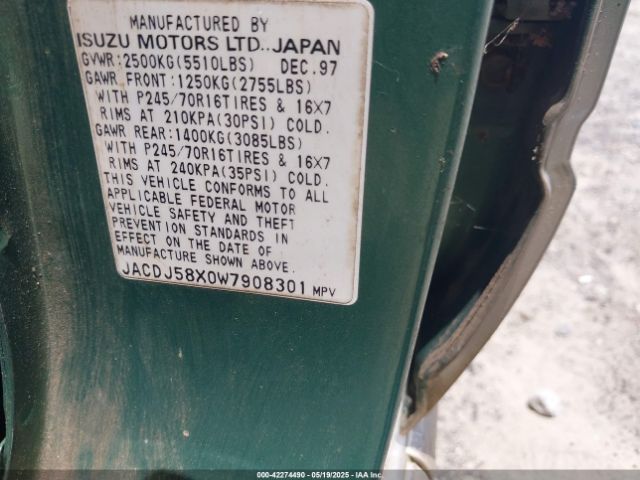 MANUFACTURED BY
ISUZU MOTORS LTD., JAPAN
GVWR:2500KG(5510LBS) DEC.97
GAWR FRONT:1250KG(2755LBS)
WITH P245/70R16TIRES & 16X7
RIMS AT 210KPA(30PSI) COLD.
GAWR REAR:1400KG(3085LBS)
WITH P245/70R16TIRES & 16X7
RIMS AT 240KPA(35PSI) COLD.
THIS VEHICLE CONFORMS TO ALL
APPLICABLE FEDERAL MOTOR
VEHICLE SAFETY AND THEFT
PREVENTION STANDARDS IN
EFFECT ON THE DATE OF
MANUFACTURE SHOWN ABOVE.
JACDJ58X0W7908301 MPV
000-42274490 - 05/19/2025 - IAA Inc.